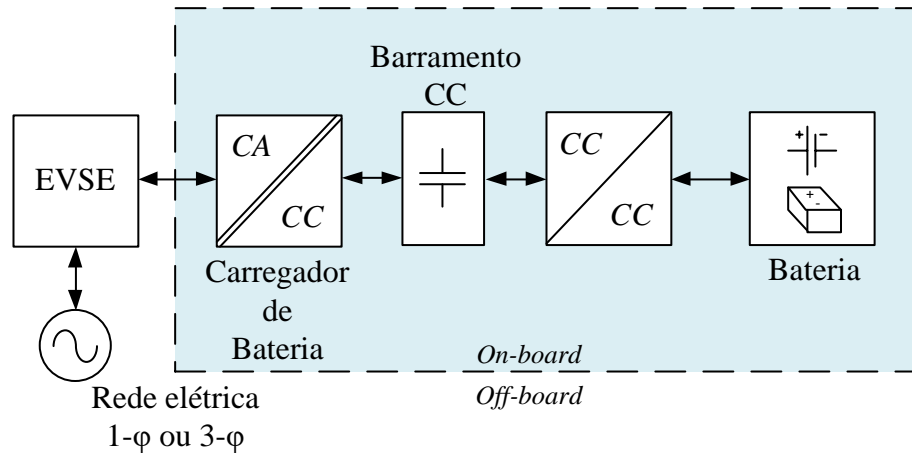 Barramento
CC
EVSE
CA
CC
CC
CC
+ -
+ -
Carregador
de
Bateria
Bateria
On-board
Off-board
Rede elétrica
1-φ ou 3-φ